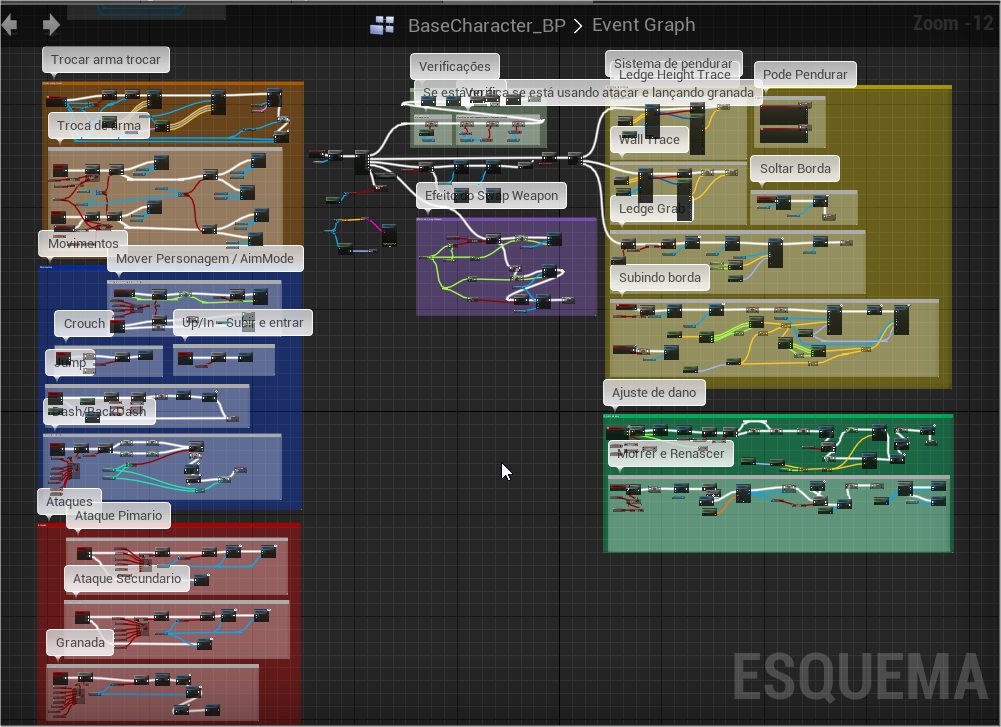 BaseCharacter_BP > Event Graph
Zoom -12
Trocar arma trocar
Troca de arma
Movimentos
Mover Personagem / AimMode
Crouch
Up/In - Subir e entrar
Jump
Dash/BackDash
Ataques
Ataque Pimario
Ataque Secundario
Granada
Verificações
Se está
Verifica se está usando atacar e lançando granada
Efeito do Swap Weapon
Sistema de pendurar
Ledge Height Trace
Pode Pendurar
Wall Trace
Soltar Borda
Ledge Grab
Subindo borda
Ajuste de dano
Morrer e Renascer
ESQUEMA